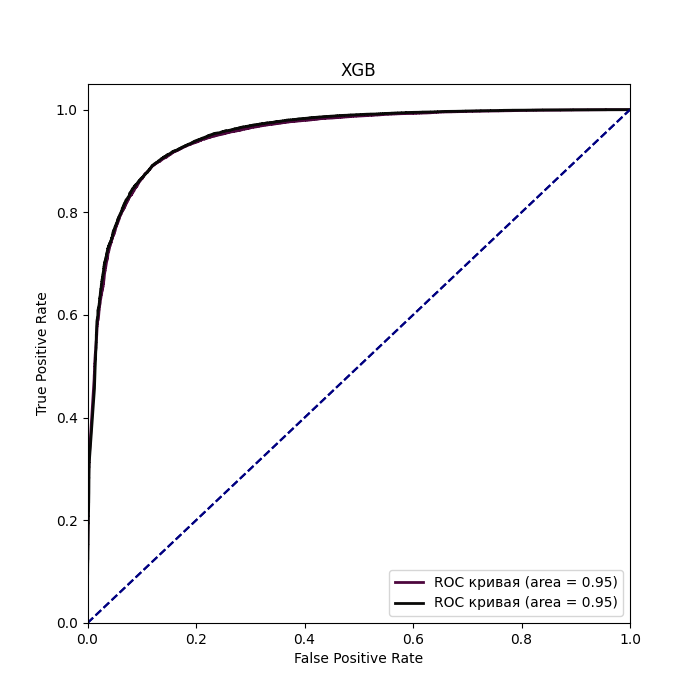 XGB
True Positive Rate
1.0
0.8
0.6
0.4
0.2
0.0
ROC кривая (area = 0.95)
ROC кривая (area = 0.95)
0.0 0.2 0.4 0.6 0.8 1.0
False Positive Rate